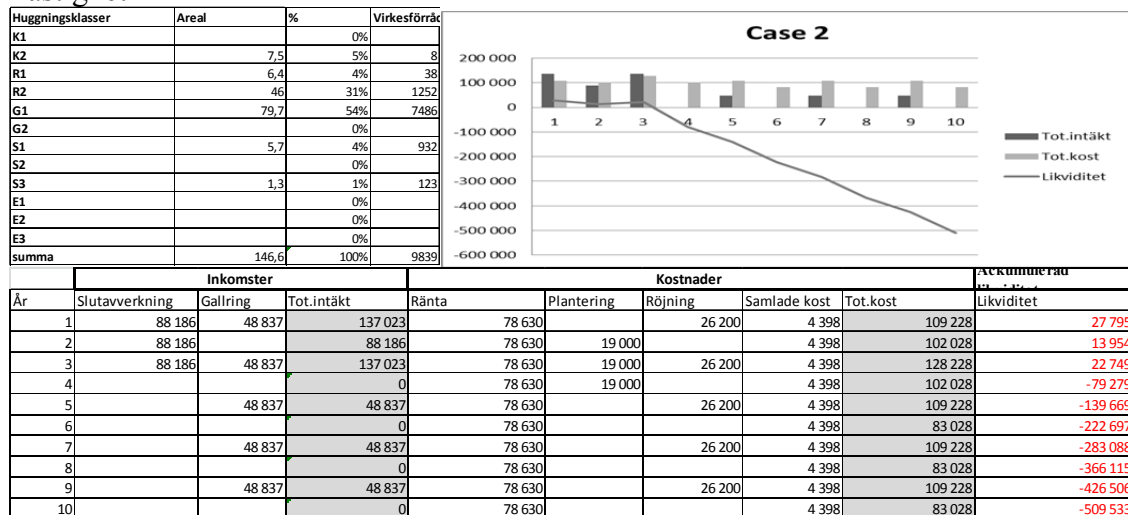 Huggningsklasser Areal % Virkesförråd
K1 0%
K2 7,5 5% 8
R1 6,4 4% 38
R2 46 31% 1252
G1 79,7 54% 7486
G2 0%
S1 5,7 4% 932
S2 0%
S3 1,3 1% 123
E1 0%
E2 0%
E3 0%
summa 146,6 100% 9839
Case 2
200 000
100 000
0
-100 000
-200 000
-300 000
-400 000
-500 000
-600 000
1 2 3 4 5 6 7 8 9 10
Tot.intäkt
Tot.kost
Likviditet
Inkomster Kostnader Ackumulerad
År Slutavverkning Gallring Tot.intäkt Ränta Plantering Röjning Samlade kost Tot.kost Likviditet
1 88 186 48 837 137 023 78 630 26 200 4 398 109 228 27 795
2 88 186 88 186 78 630 19 000 4 398 102 028 13 954
3 88 186 48 837 137 023 78 630 19 000 26 200 4 398 128 228 22 749
4 0 78 630 19 000 4 398 102 028 -79 279
5 48 837 48 837 78 630 26 200 4 398 109 228 -139 669
6 0 78 630 4 398 83 028 -222 697
7 48 837 48 837 78 630 26 200 4 398 109 228 -283 088
8 0 78 630 4 398 83 028 -366 115
9 48 837 48 837 78 630 26 200 4 398 109 228 -426 506
10 0 78 630 4 398 83 028 -509 533